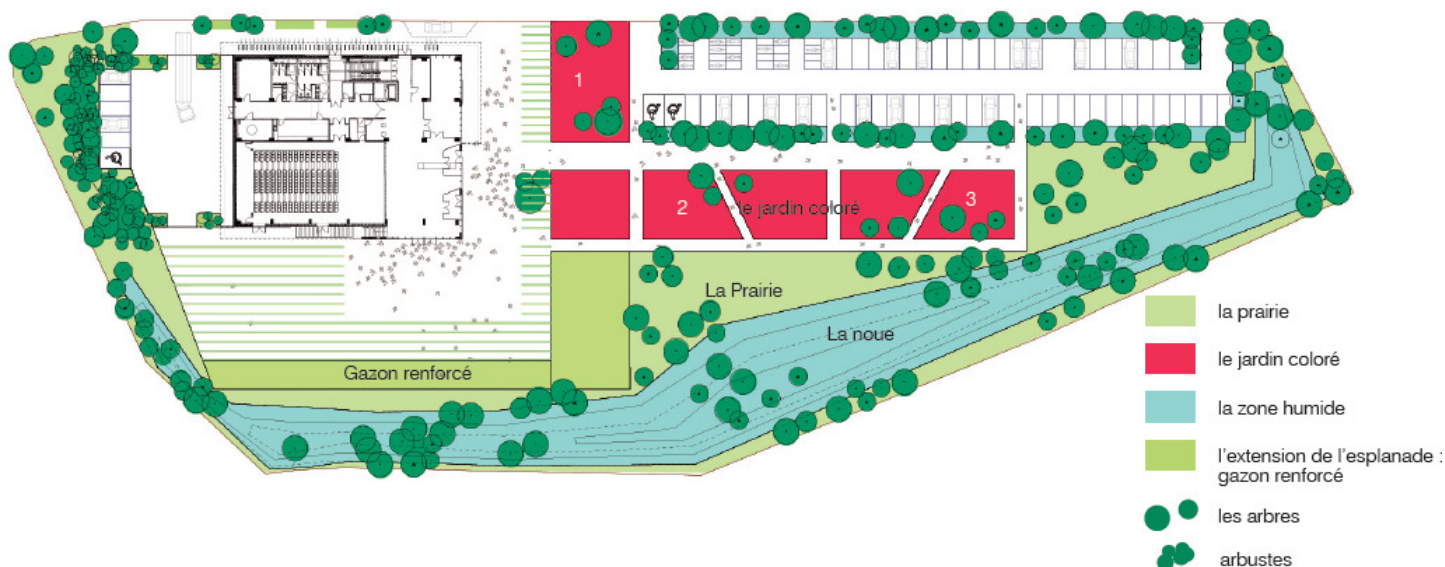 1
2
le jardin coloré
3
La Prairie
La noue
Gazon renforcé
la prairie
le jardin coloré
la zone humide
l'extension de l'esplanade :
gazon renforcé
les arbres
arbustes